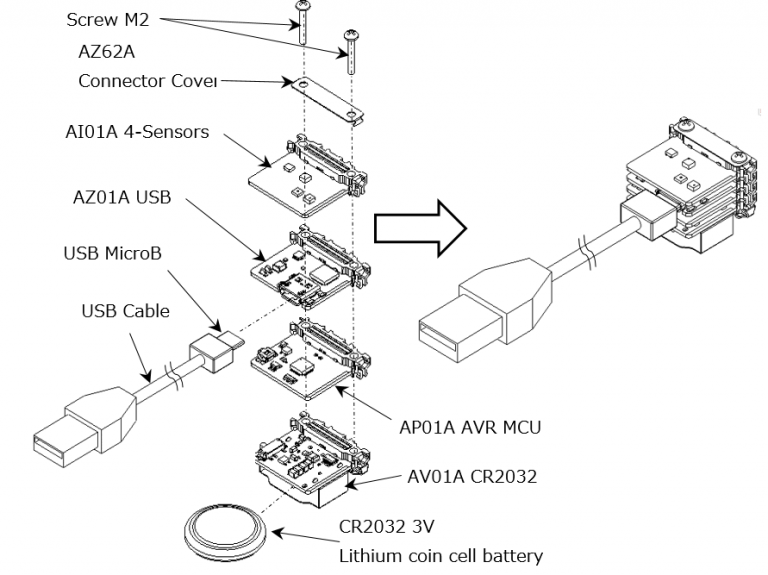 Screw M2
AZ62A
Connector Cover
AI01A 4-Sensors
AZ01A USB
USB MicroB
USB Cable
AP01A AVR MCU
AV01A CR2032
CR2032 3V
Lithium coin cell battery